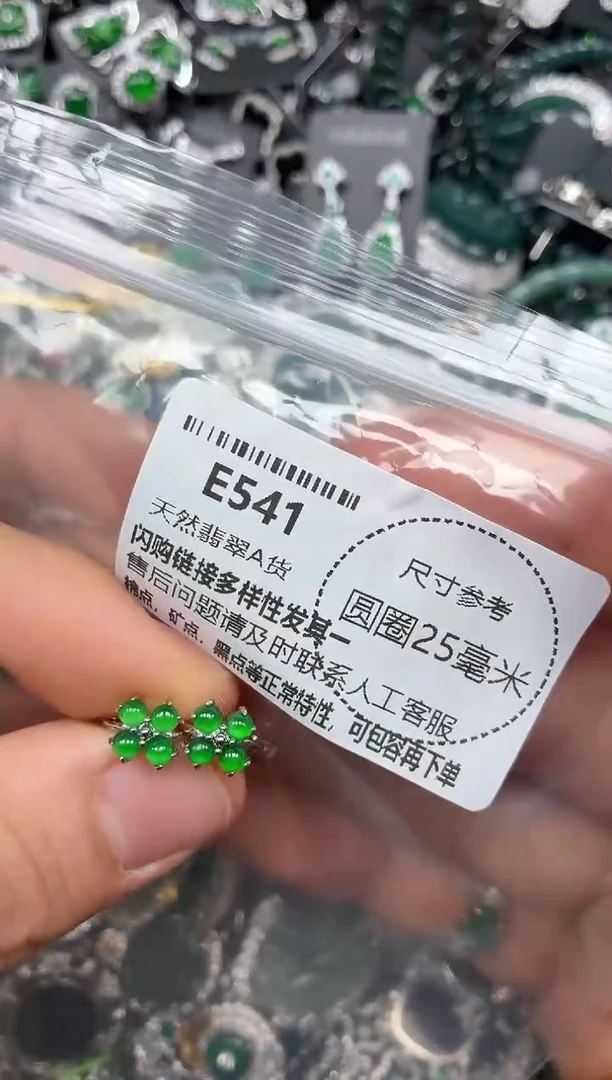 E541
天然翡翠A货
闪购链接多样性发其一
售后问题请及时联系人工客服
棉点，矿点，黑点等正常特性，可包容再下单
尺寸参考
圆圈25毫米